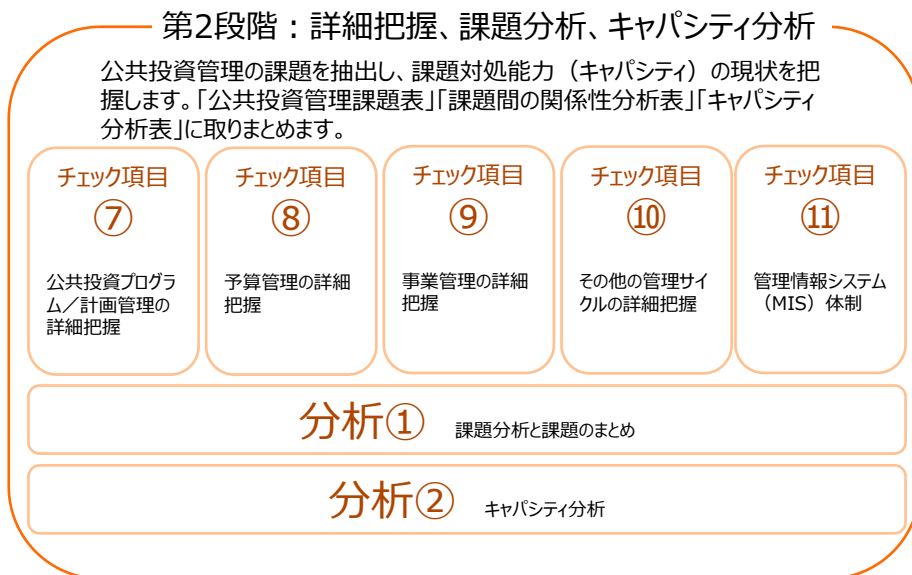 第2段階：詳細把握、課題分析、キャパシティ分析
公共投資管理の課題を抽出し、課題対処能力（キャパシティ）の現状を把
握します。「公共投資管理課題表」「課題間の関係性分析表」「キャパシティ
分析表」に取りまとめます。
チェック項目
⑦
公共投資プログラ
ム／計画管理の
詳細把握
チェック項目
⑧
予算管理の詳細
把握
チェック項目
⑨
事業管理の詳細
把握
チェック項目
⑩
その他の管理サイ
クルの詳細把握
チェック項目
⑪
管理情報システム
（MIS）体制
分析① 課題分析と課題のまとめ
分析② キャパシティ分析